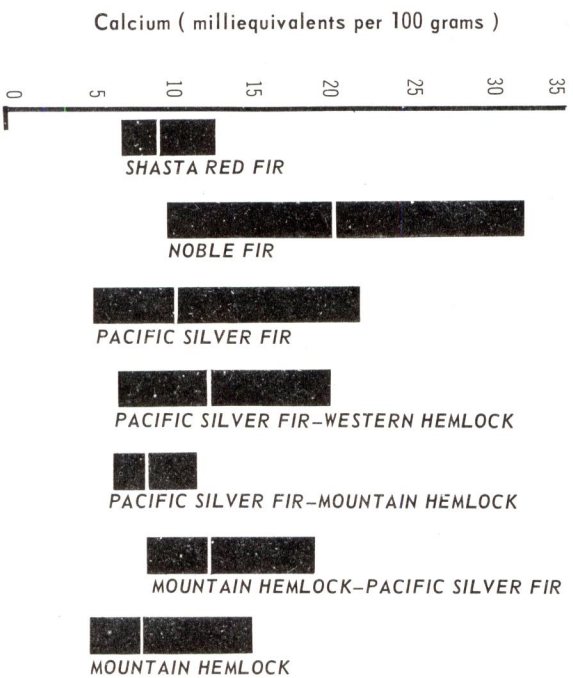 Calcium ( milliequivalents per 100 grams )
0 5 10 15 20 25 30 35
SHASTA RED FIR
NOBLE FIR
PACIFIC SILVER FIR
PACIFIC SILVER FIR–WESTERN HEMLOCK
PACIFIC SILVER FIR–MOUNTAIN HEMLOCK
MOUNTAIN HEMLOCK–PACIFIC SILVER FIR
MOUNTAIN HEMLOCK